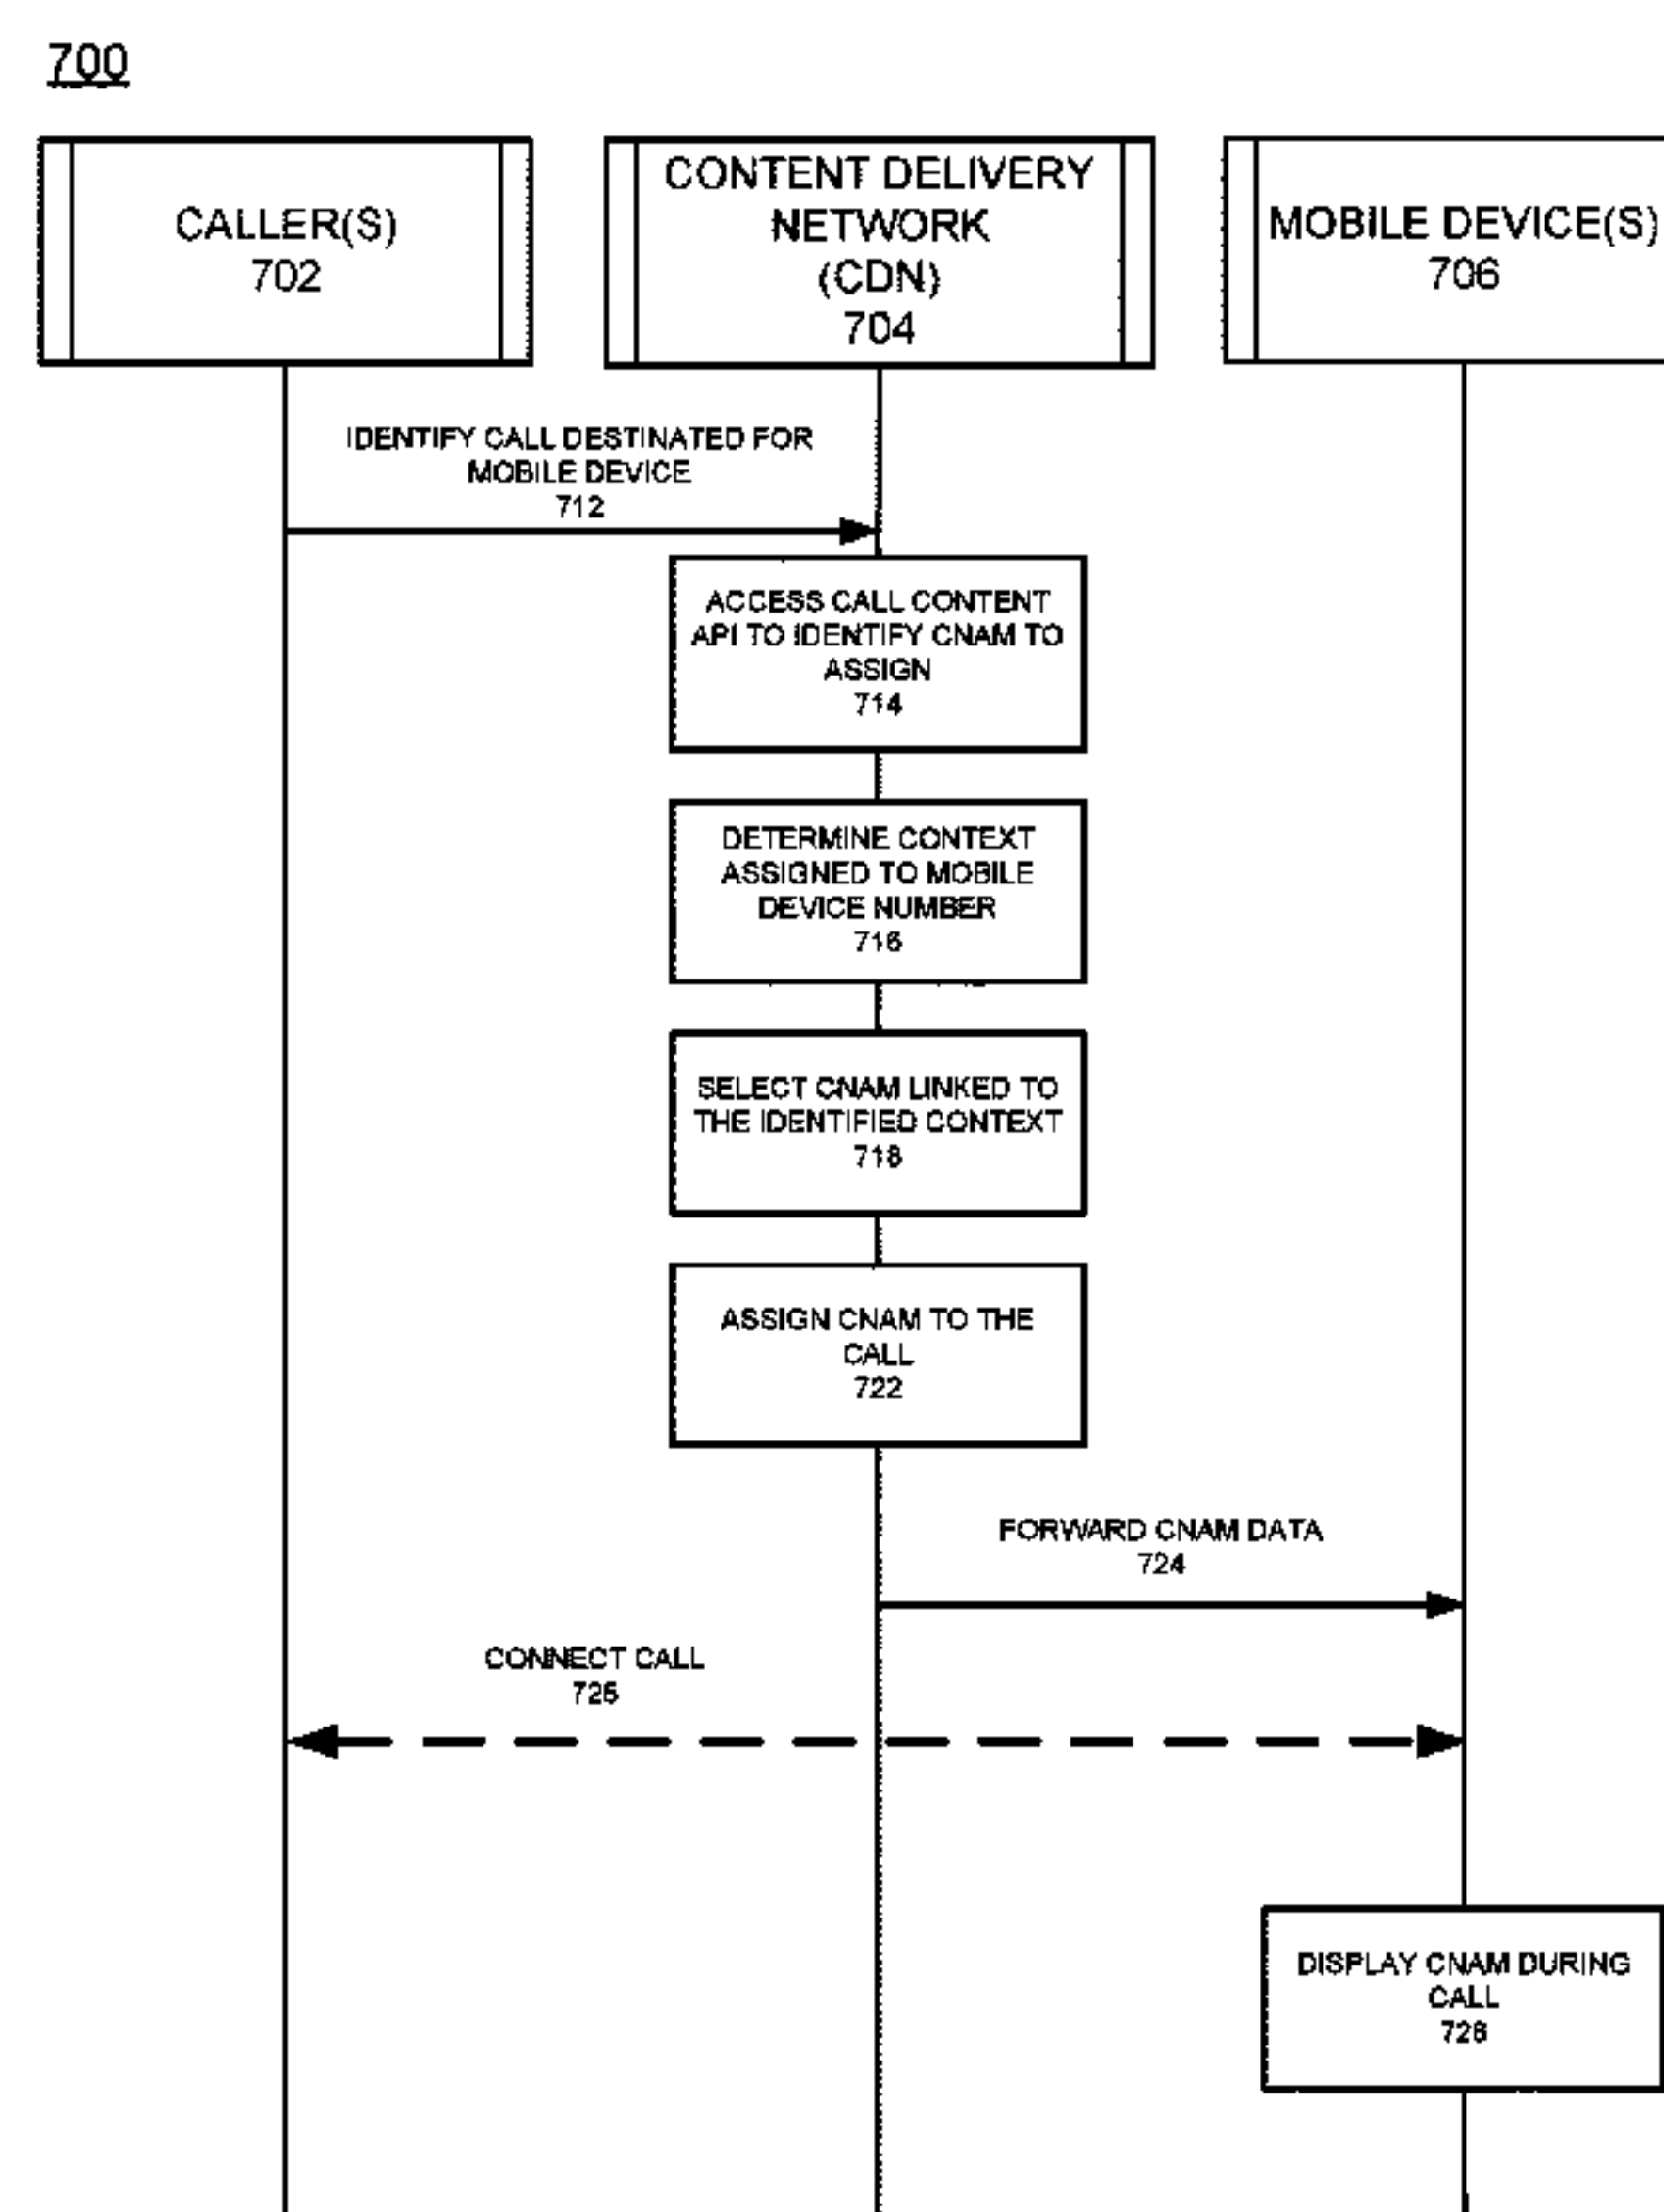 700
CALLER(S)
702
CONTENT DELIVERY
NETWORK
(CDN)
704
MOBILE DEVICE(S)
706
IDENTIFY CALL DESTINATED FOR
MOBILE DEVICE
712
ACCESS CALL CONTENT
API TO IDENTIFY CNAM TO
ASSIGN
714
DETERMINE CONTEXT
ASSIGNED TO MOBILE
DEVICE NUMBER
716
SELECT CNAM LINKED TO
THE IDENTIFIED CONTEXT
718
ASSIGN CNAM TO THE
CALL
722
FORWARD CNAM DATA
724
CONNECT CALL
726
DISPLAY CNAM DURING
CALL
728